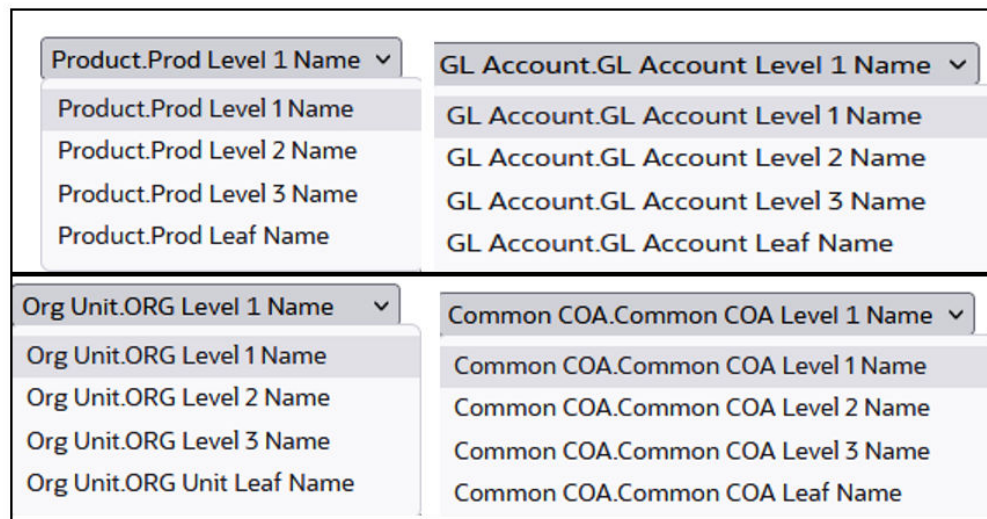 Product.Prod Level 1 Name
Product.Prod Level 1 Name
Product.Prod Level 2 Name
Product.Prod Level 3 Name
Product.Prod Leaf Name
GL Account.GL Account Level 1 Name
GL Account.GL Account Level 1 Name
GL Account.GL Account Level 2 Name
GL Account.GL Account Level 3 Name
GL Account.GL Account Leaf Name
Org Unit.ORG Level 1 Name
Org Unit.ORG Level 1 Name
Org Unit.ORG Level 2 Name
Org Unit.ORG Level 3 Name
Org Unit.ORG Unit Leaf Name
Common COA.Common COA Level 1 Name
Common COA.Common COA Level 1 Name
Common COA.Common COA Level 2 Name
Common COA.Common COA Level 3 Name
Common COA.Common COA Leaf Name